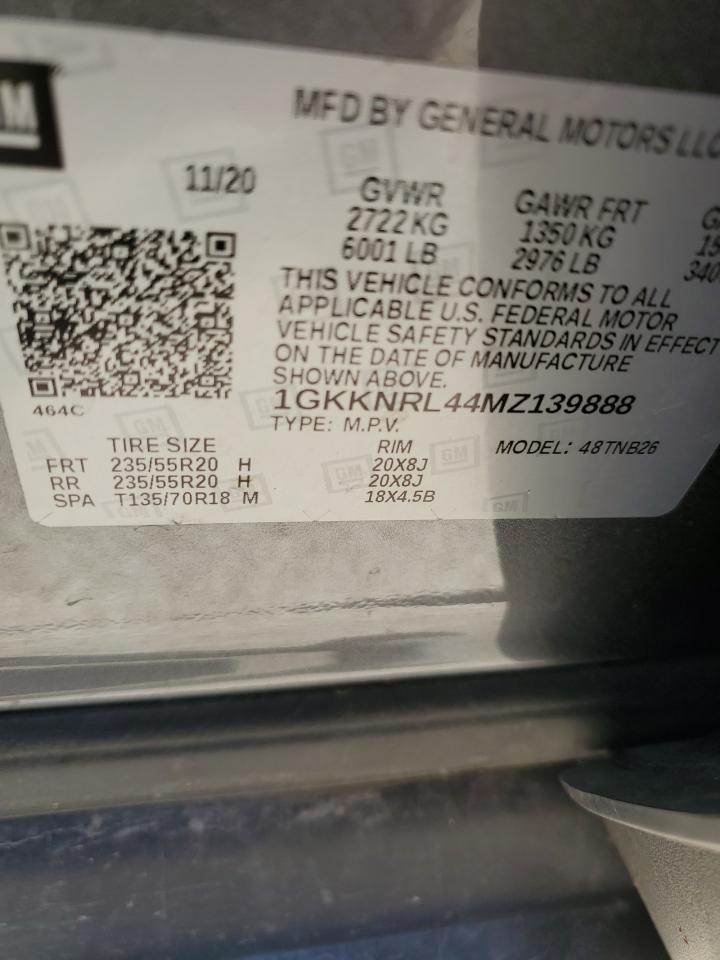 GM
MFD BY GENERAL MOTORS LLC
11/20
GVWR
2722 KG
6001 LB
GAWR FRT
1350 KG
2976 LB
THIS VEHICLE CONFORMS TO ALL
APPLICABLE U.S. FEDERAL MOTOR
VEHICLE SAFETY STANDARDS IN EFFECT
ON THE DATE OF MANUFACTURE
SHOWN ABOVE.
464C
1GKKNRL44MZ139888
TYPE: M.P.V.
MODEL: 48TNB26
TIRE SIZE RIM
FRT 235/55R20 H 20X8J
RR 235/55R20 H 20X8J
SPA T135/70R18 M 18X4.5B